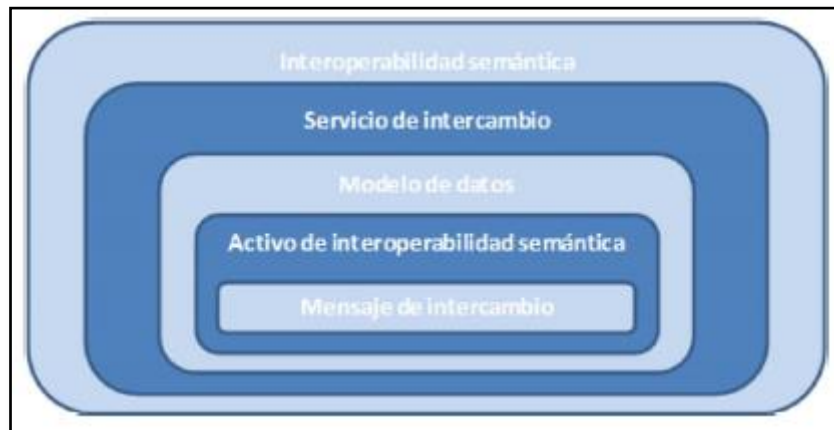 Interoperabilidad semántica
Servicio de intercambio
Modelo de datos
Activo de interoperabilidad semántica
Mensaje de intercambio